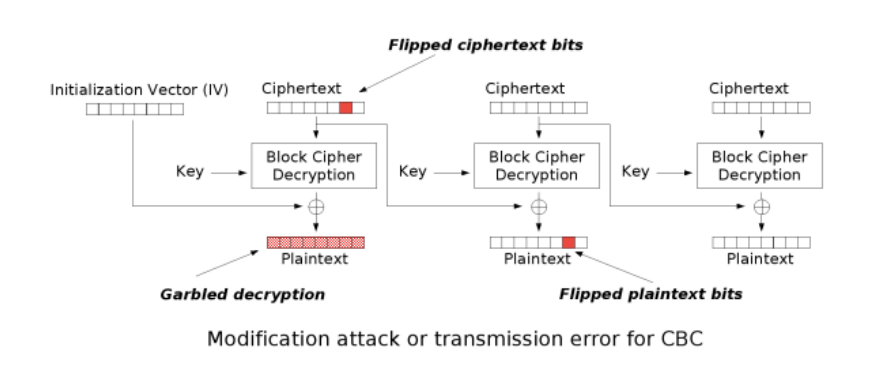 Flipped ciphertext bits
Initialization Vector (IV)
Ciphertext
Ciphertext
Ciphertext
Key
Block Cipher
Decryption
Key
Block Cipher
Decryption
Key
Block Cipher
Decryption
Plaintext
Plaintext
Plaintext
Garbled decryption
Flipped plaintext bits
Modification attack or transmission error for CBC